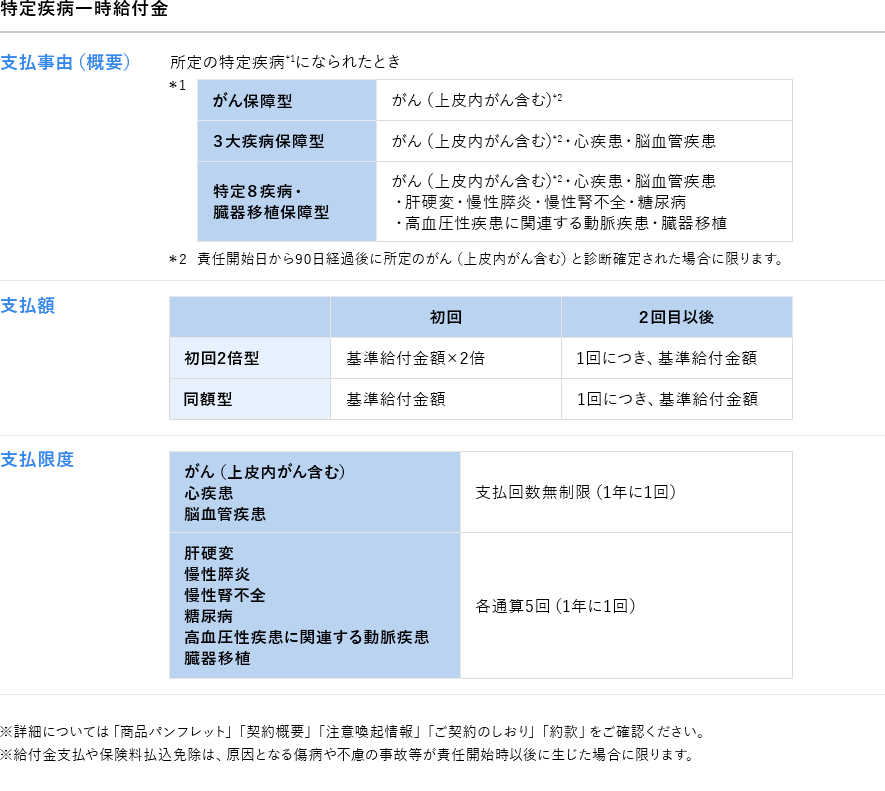 特定疾病一時給付金
支払事由（概要）
所定の特定疾病*1になられたとき
*1
がん保障型
がん（上皮内がん含む）*2
3大疾病保障型
がん（上皮内がん含む）*2・心疾患・脳血管疾患
特定8疾病・
臓器移植保障型
がん（上皮内がん含む）*2・心疾患・脳血管疾患
・肝硬変・慢性膵炎・慢性腎不全・糖尿病
・高血圧性疾患に関連する動脈疾患・臓器移植
*2 責任開始日から90日経過後に所定のがん（上皮内がん含む）と診断確定された場合に限ります。
支払額
初回
2回目以後
初回2倍型
基準給付金額×2倍
1回につき、基準給付金額
同額型
基準給付金額
1回につき、基準給付金額
支払限度
がん（上皮内がん含む）
心疾患
脳血管疾患
支払回数無制限（1年に1回）
肝硬変
慢性膵炎
慢性腎不全
糖尿病
高血圧性疾患に関連する動脈疾患
臓器移植
各通算5回（1年に1回）
※詳細については「商品パンフレット」「契約概要」「注意喚起情報」「ご契約のしおり」「約款」をご確認ください。
※給付金支払や保険料払込免除は、原因となる傷病や不慮の事故等が責任開始時以後に生じた場合に限ります。